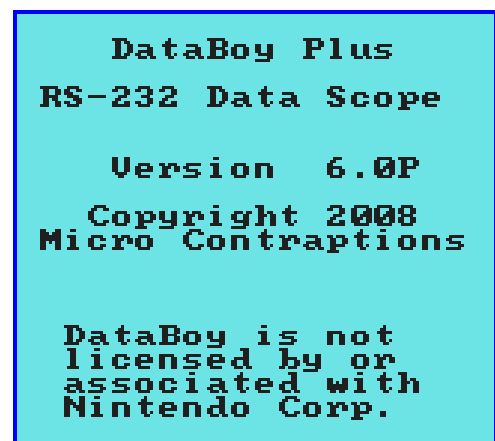 DataBoy Plus
RS-232 Data Scope
Version 6.0P
Copyright 2008
Micro Contraptions
DataBoy is not
licensed by or
associated with
Nintendo Corp.